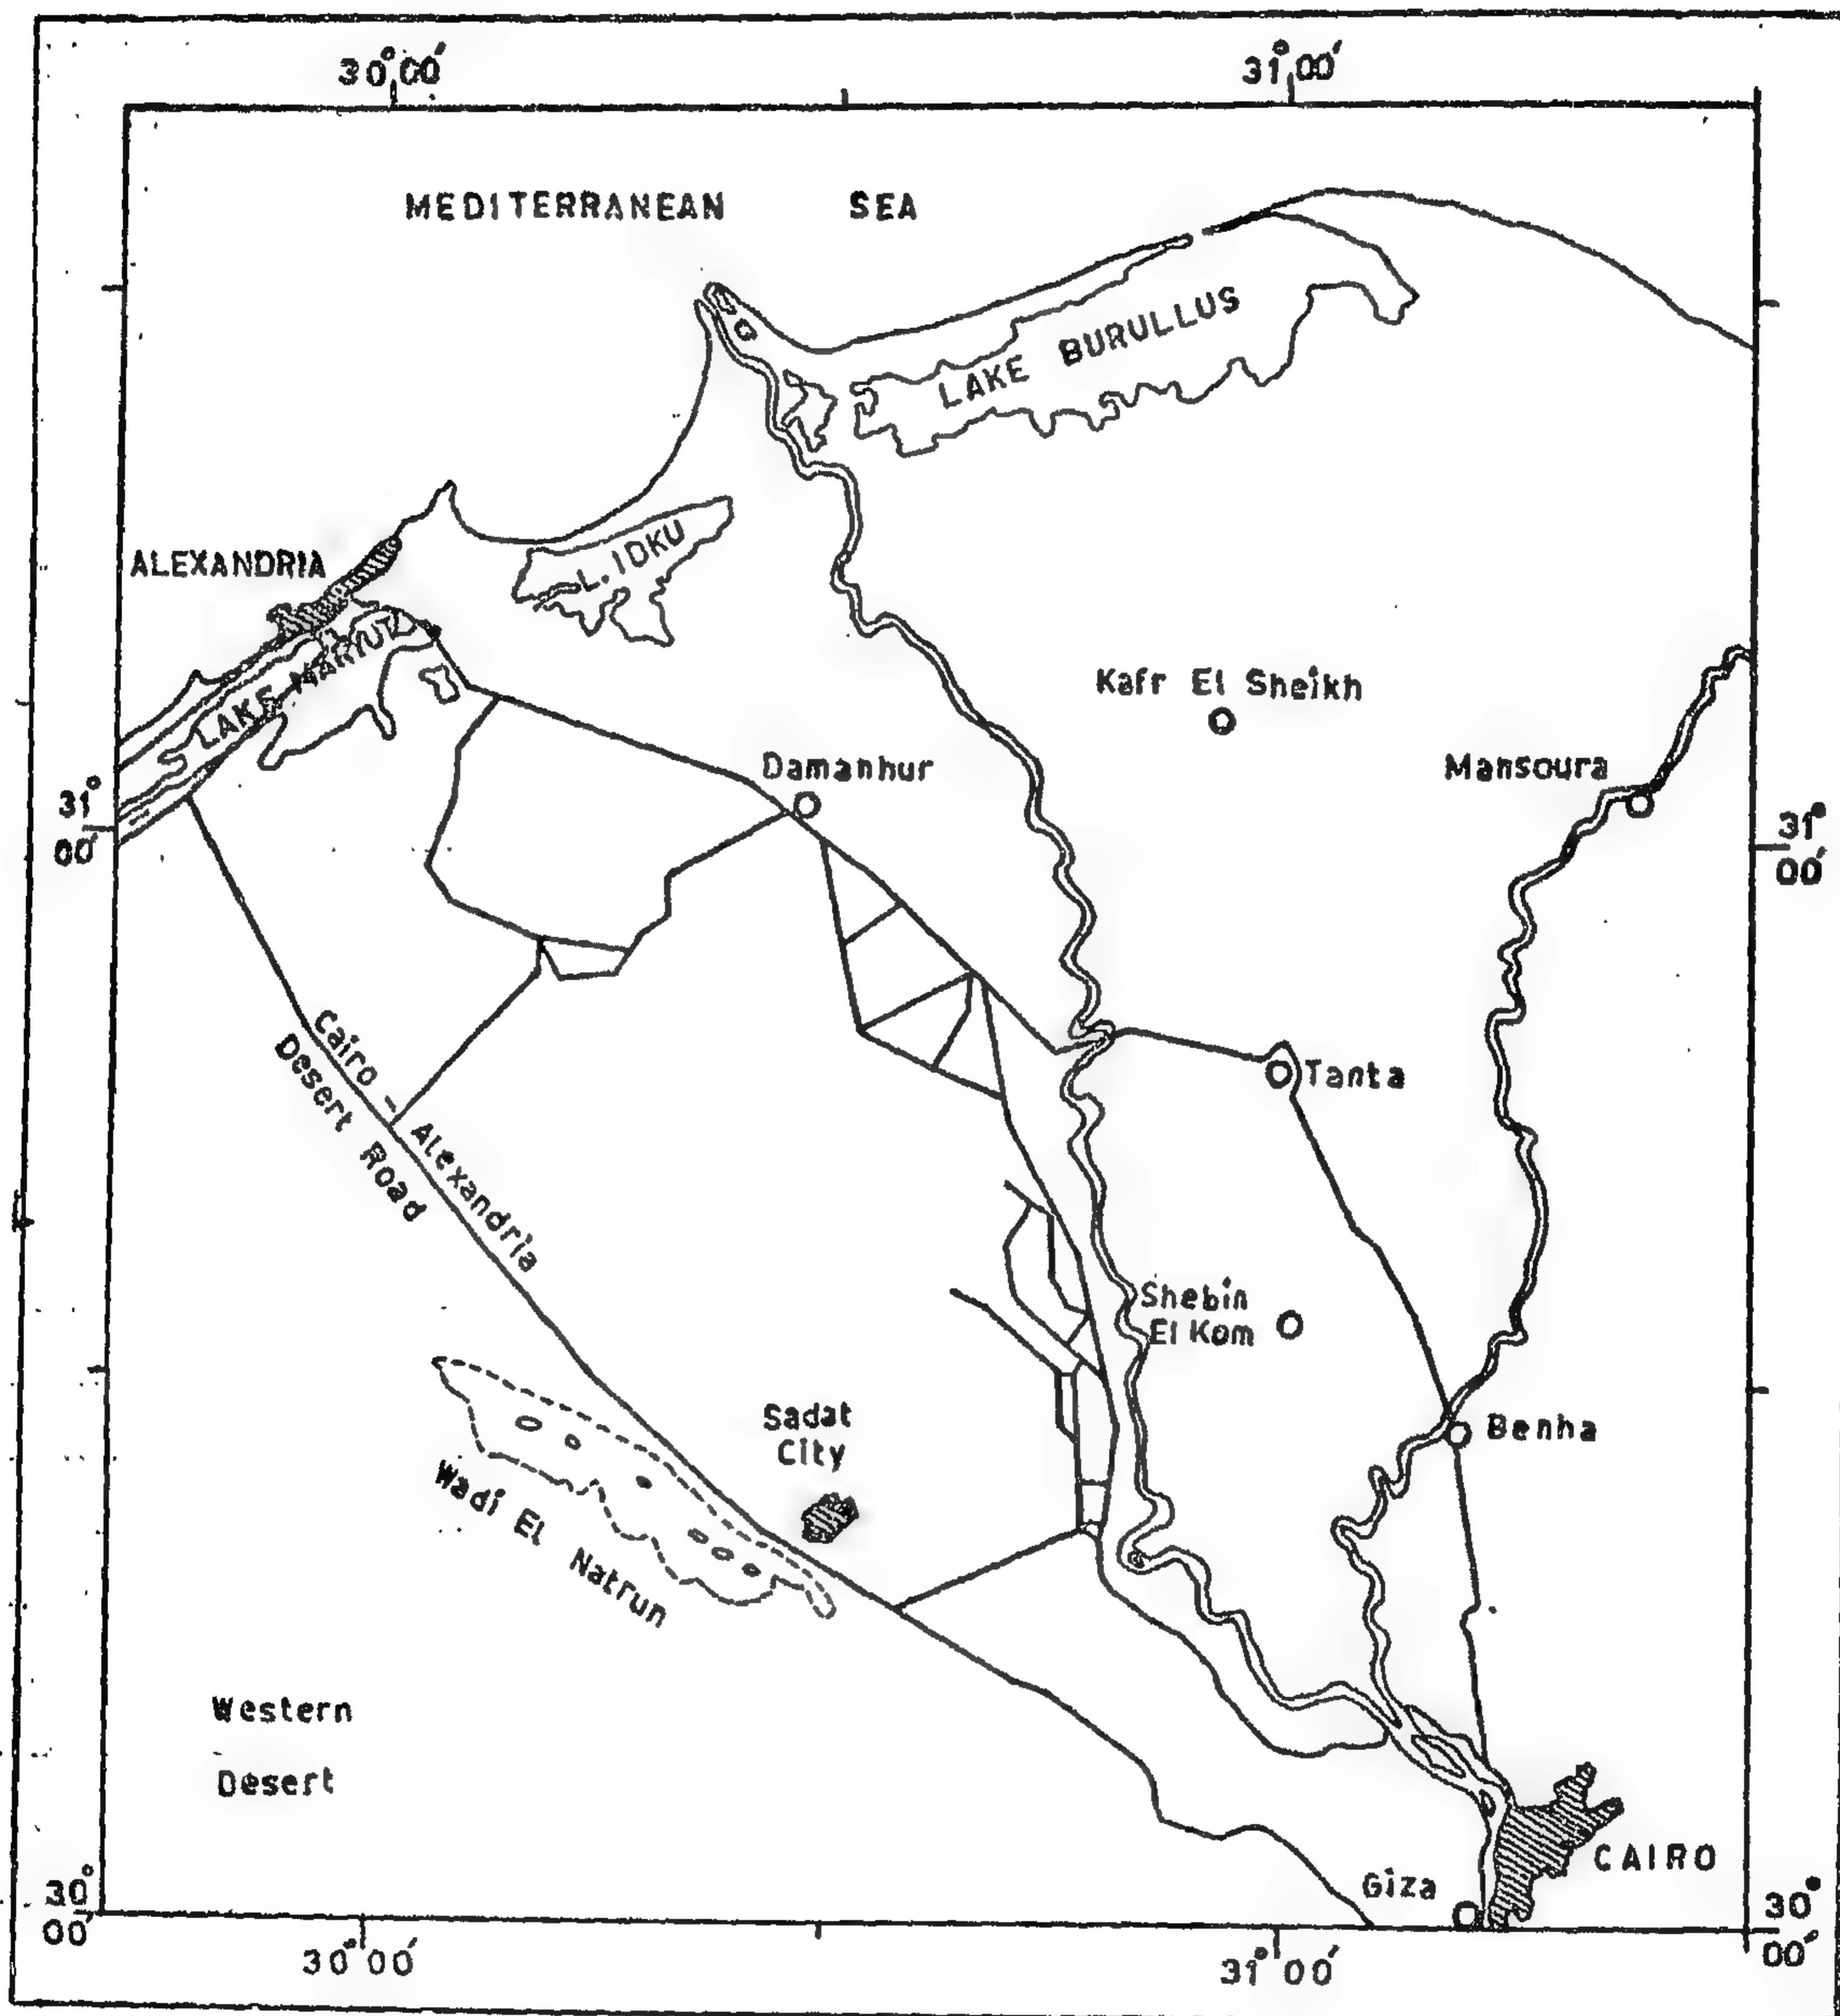 30°00′ 31°00′
MEDITERRANEAN SEA
LAKE BURULLUS
ALEXANDRIA
L. IDKU
LAKE MARIUT
Kafr El Sheikh
Damanhur
Mansoura
31°
00′
31°
00′
Cairo - Alexandria
Desert Road
Tanta
Shebin
El Kom
Sadat
City
Benha
Wadi El Natrun
Western
Desert
CAIRO
Giza
30°
00′
30°
00′
30°00′ 31°00′